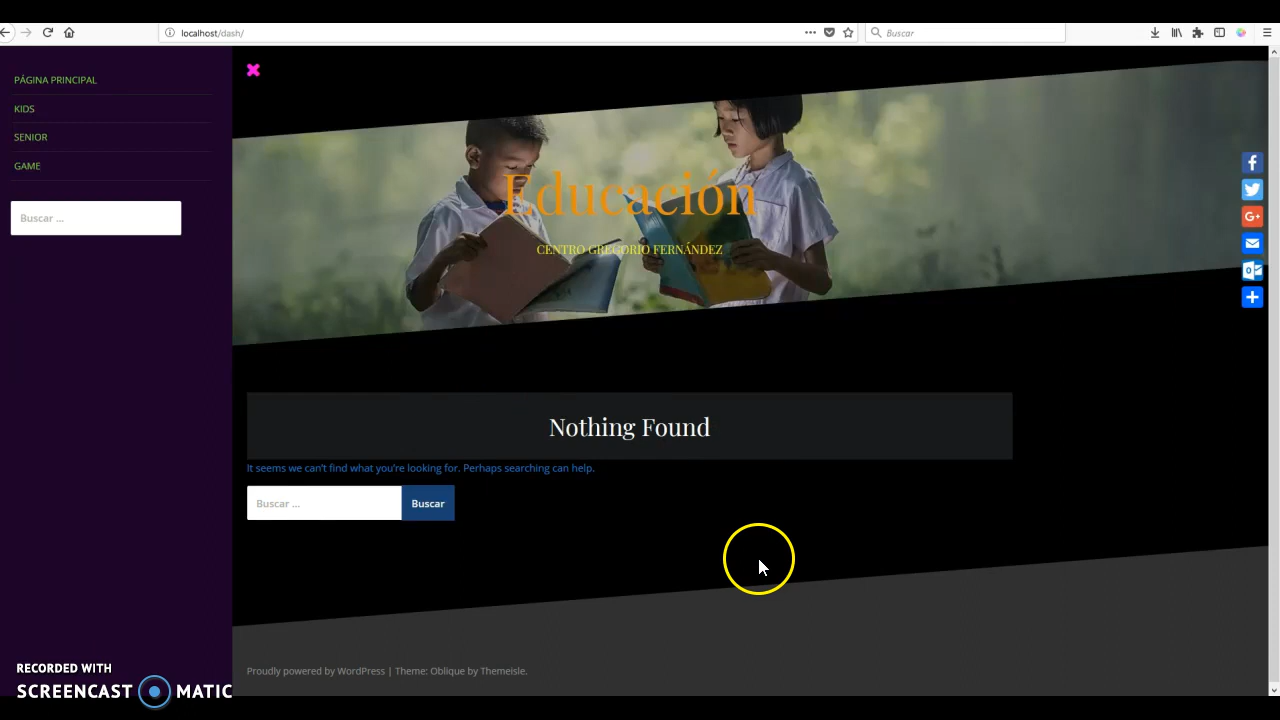 localhost/dash/
Buscar
PÁGINA PRINCIPAL
KIDS
SENIOR
GAME
Buscar ...
Educación
CENTRO GREGORIO FERNÁNDEZ
Nothing Found
It seems we can't find what you're looking for. Perhaps searching can help.
Buscar ...
Buscar
Proudly powered by WordPress | Theme: Oblique by Themeisle.
RECORDED WITH
SCREENCAST MATIC